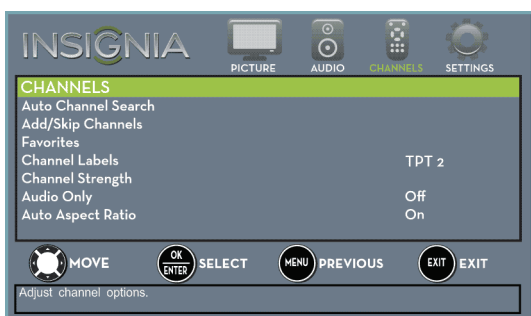 INSIGNIA
PICTURE AUDIO CHANNELS SETTINGS
CHANNELS
Auto Channel Search
Add/Skip Channels
Favorites
Channel Labels TPT 2
Channel Strength
Audio Only Off
Auto Aspect Ratio On
MOVE OK ENTER SELECT MENU PREVIOUS EXIT EXIT
Adjust channel options.